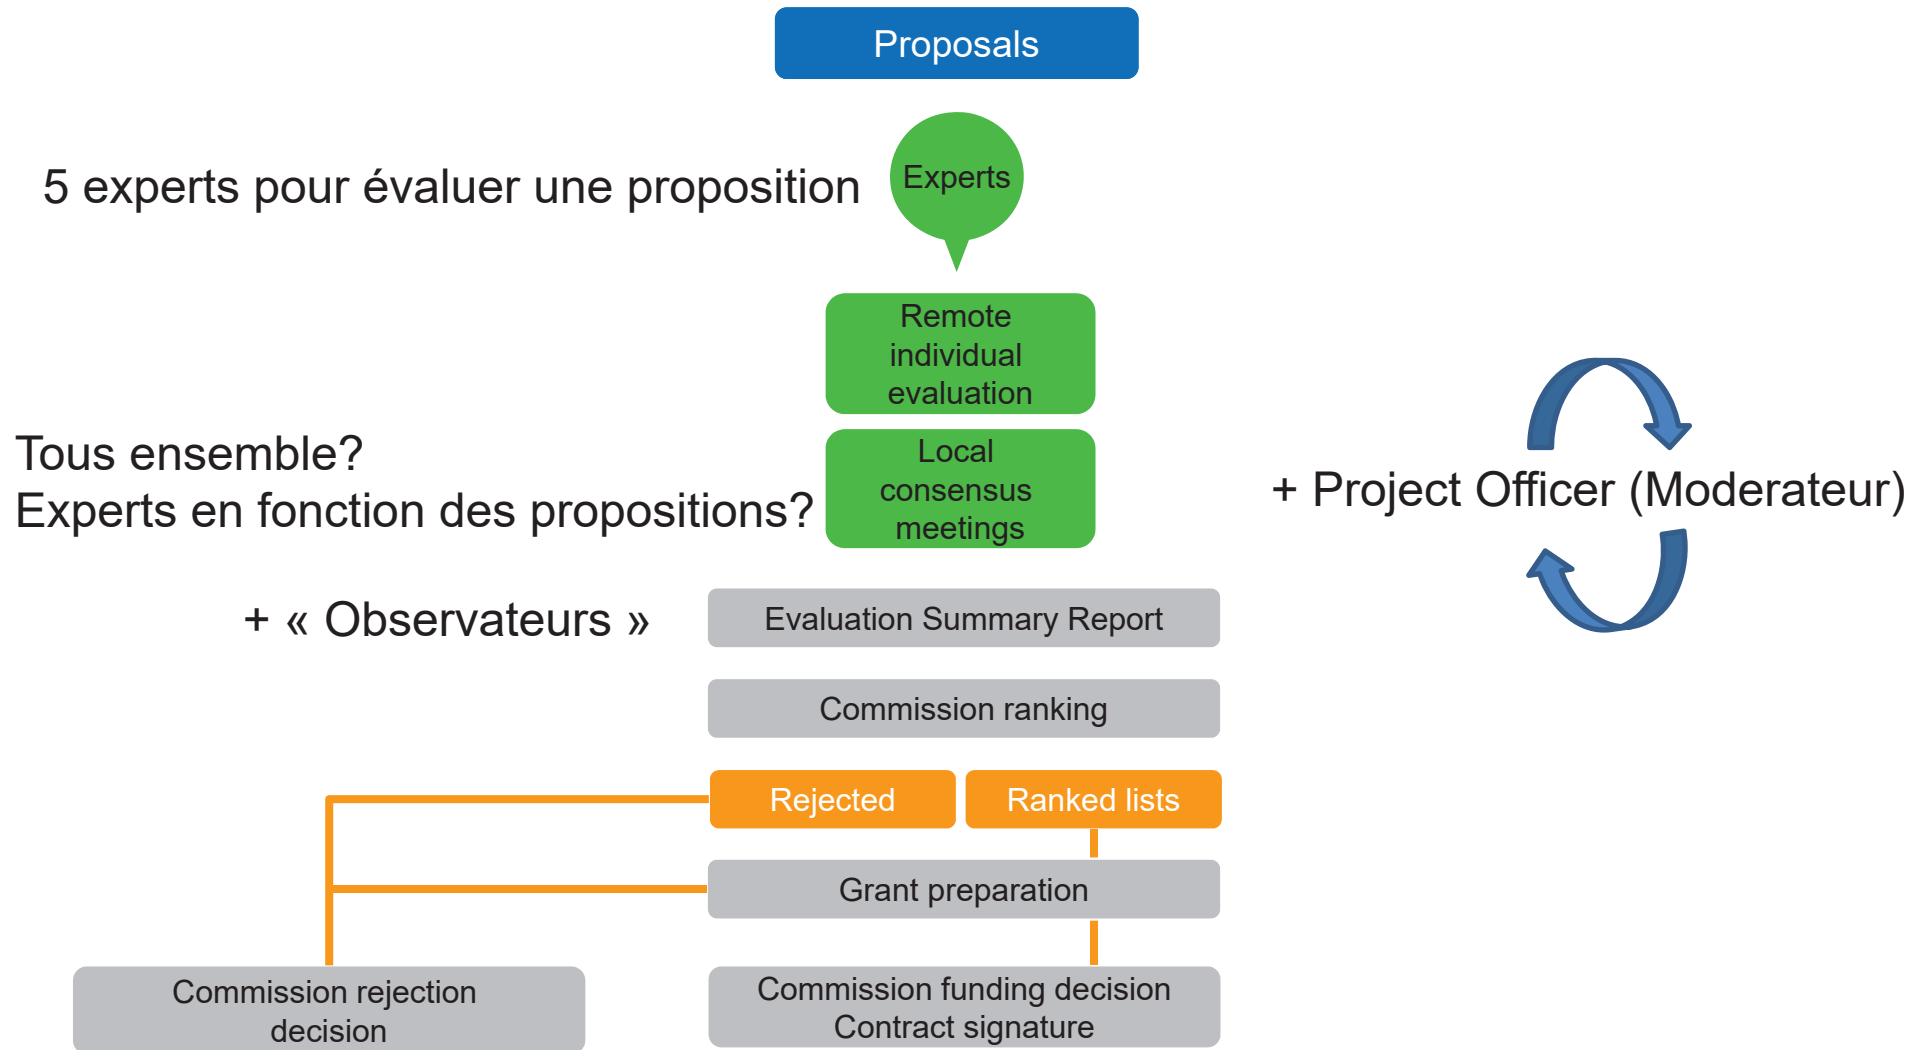 Proposals
5 experts pour évaluer une proposition
Experts
Remote
individual
evaluation
Tous ensemble?
Experts en fonction des propositions?
Local
consensus
meetings
+ Project Officer (Moderateur)
+ « Observateurs »
Evaluation Summary Report
Commission ranking
Rejected
Ranked lists
Grant preparation
Commission rejection
decision
Commission funding decision
Contract signature